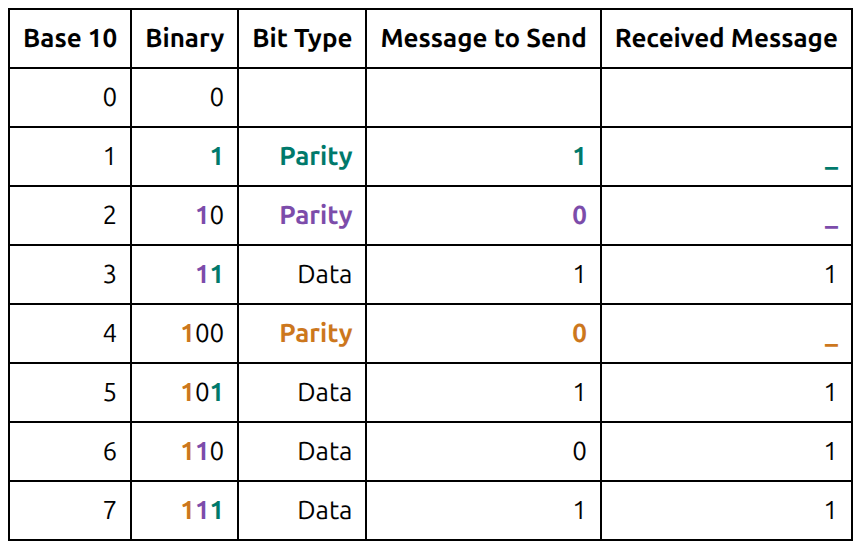 Base 10 Binary Bit Type Message to Send Received Message
0 0
1 1 Parity 1 _
2 10 Parity 0 _
3 11 Data 1 1
4 100 Parity 0 _
5 101 Data 1 1
6 110 Data 0 1
7 111 Data 1 1